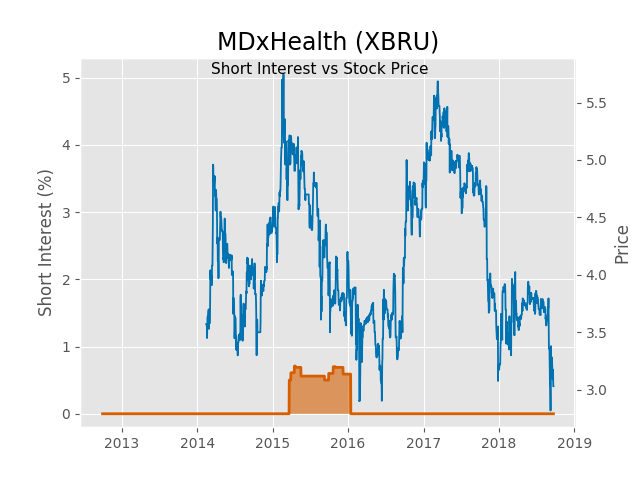 MDxHealth (XBRU)
Short Interest vs Stock Price
Short Interest (%)
5
4
3
2
1
0
5.5
5.0
4.5
4.0
3.5
3.0
Price
2013 2014 2015 2016 2017 2018 2019